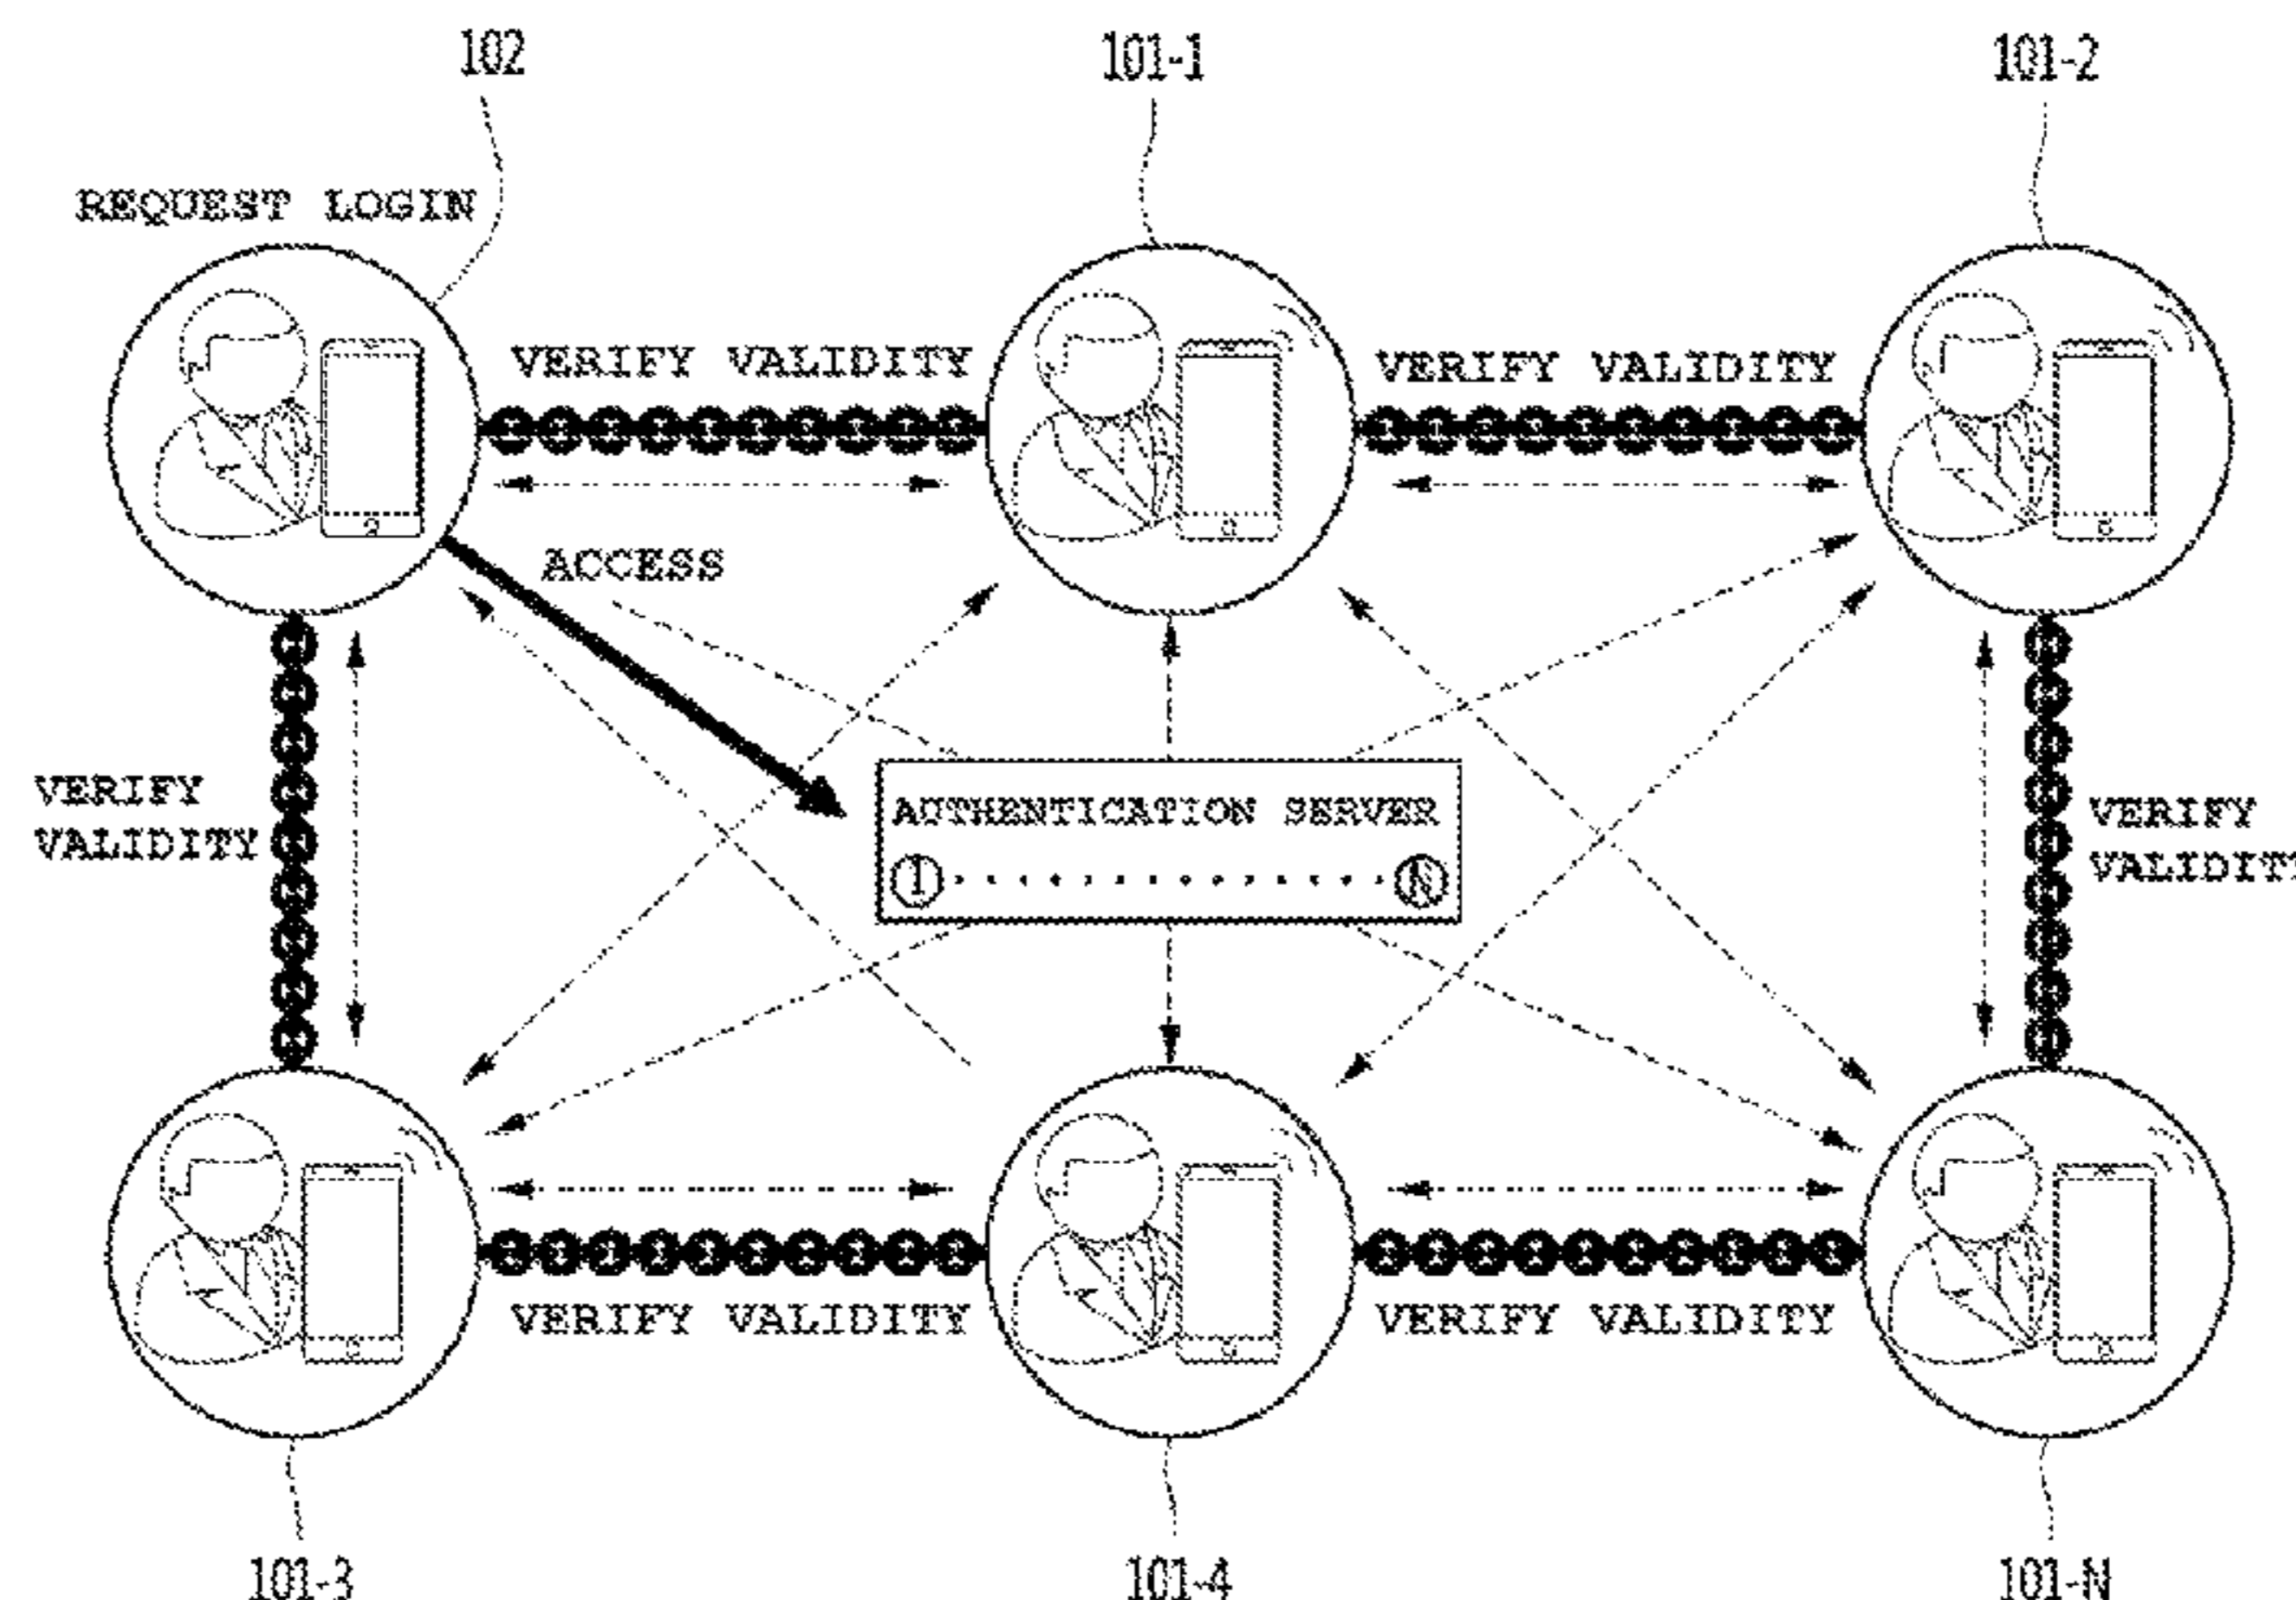 102
101-1
101-2
REQUEST LOGIN
VERIFY VALIDITY
VERIFY VALIDITY
ACCESS
VERIFY
VALIDITY
AUTHENTICATION SERVER
1 N
VERIFY
VALIDITY
VERIFY VALIDITY
VERIFY VALIDITY
101-3
101-4
101-N